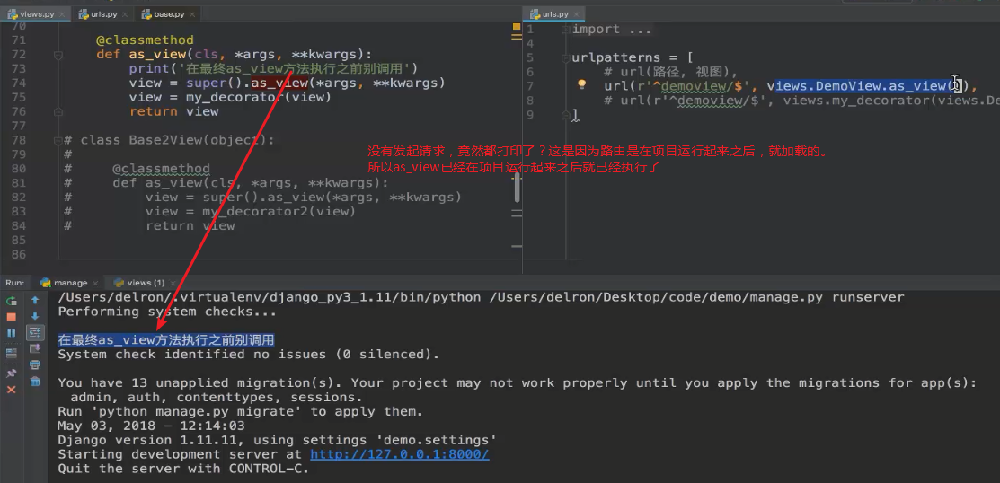 views.py × urls.py × base.py ×
70
71 @classmethod
72 def as_view(cls, *args, **kwargs):
73 print('在最终as_view方法执行之前别调用')
74 view = super().as_view(*args, **kwargs)
75 view = my_decorator(view)
76 return view
77
78 # class Base2View(object):
79 #
80 # @classmethod
81 # def as_view(cls, *args, **kwargs):
82 # view = super().as_view(*args, **kwargs)
83 # view = my_decorator2(view)
84 # return view
85
86
urls.py ×
1 import ...
4
5 urlpatterns = [
6 # url(路径, 视图),
7 url(r'^demoview/$', views.DemoView.as_view()),
8 # url(r'^demoview/$', views.my_decorator(views.De
9 ]
没有发起请求，竟然都打印了？这是因为路由是在项目运行起来之后，就加载的。
所以as_view已经在项目运行起来之后就已经执行了
Run: manage × views (1) ×
/Users/delron/.virtualenv/django_py3_1.11/bin/python /Users/delron/Desktop/code/demo/manage.py runserver
Performing system checks...
在最终as_view方法执行之前别调用
System check identified no issues (0 silenced).
You have 13 unapplied migration(s). Your project may not work properly until you apply the migrations for app(s):
admin, auth, contenttypes, sessions.
Run 'python manage.py migrate' to apply them.
May 03, 2018 - 12:14:03
Django version 1.11.11, using settings 'demo.settings'
Starting development server at http://127.0.0.1:8000/
Quit the server with CONTROL-C.